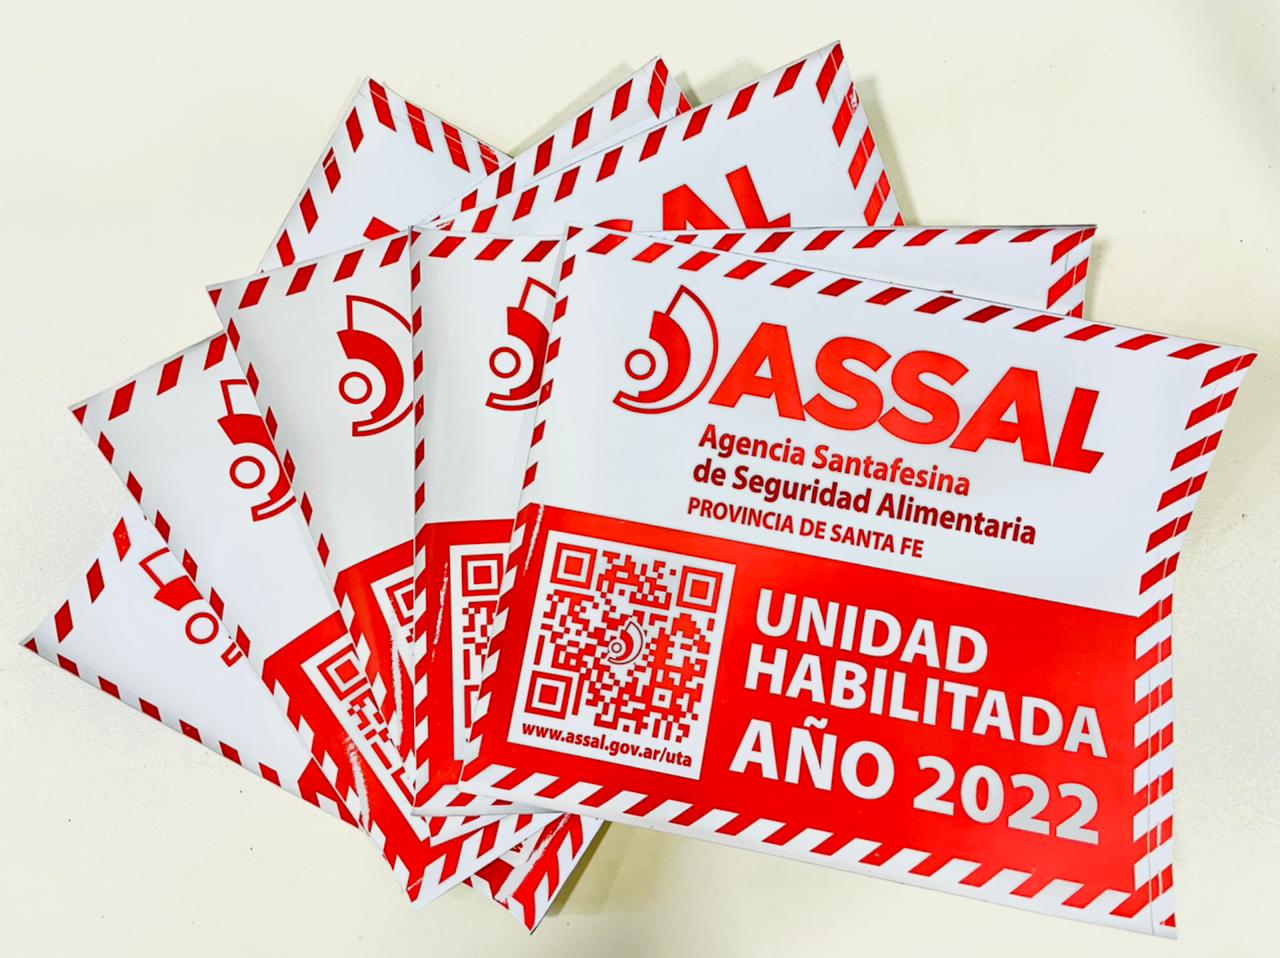 ASSAL
Agencia Santafesina
de Seguridad Alimentaria
PROVINCIA DE SANTA FE
UNIDAD
HABILITADA
AÑO 2022
www.assal.gov.ar/uta